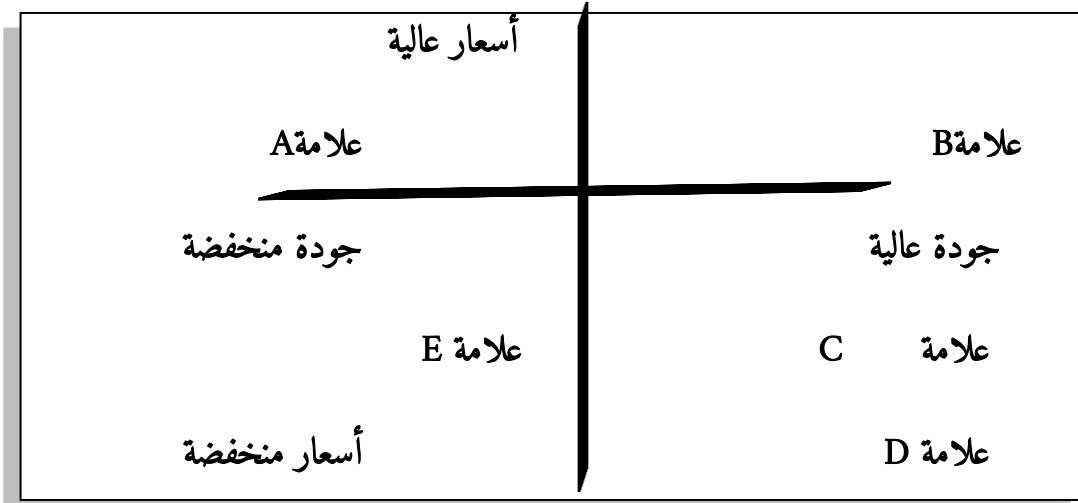 أسعار عالية
علامةB علامةA
جودة عالية جودة منخفضة
علامة C علامة E
علامة D أسعار منخفضة